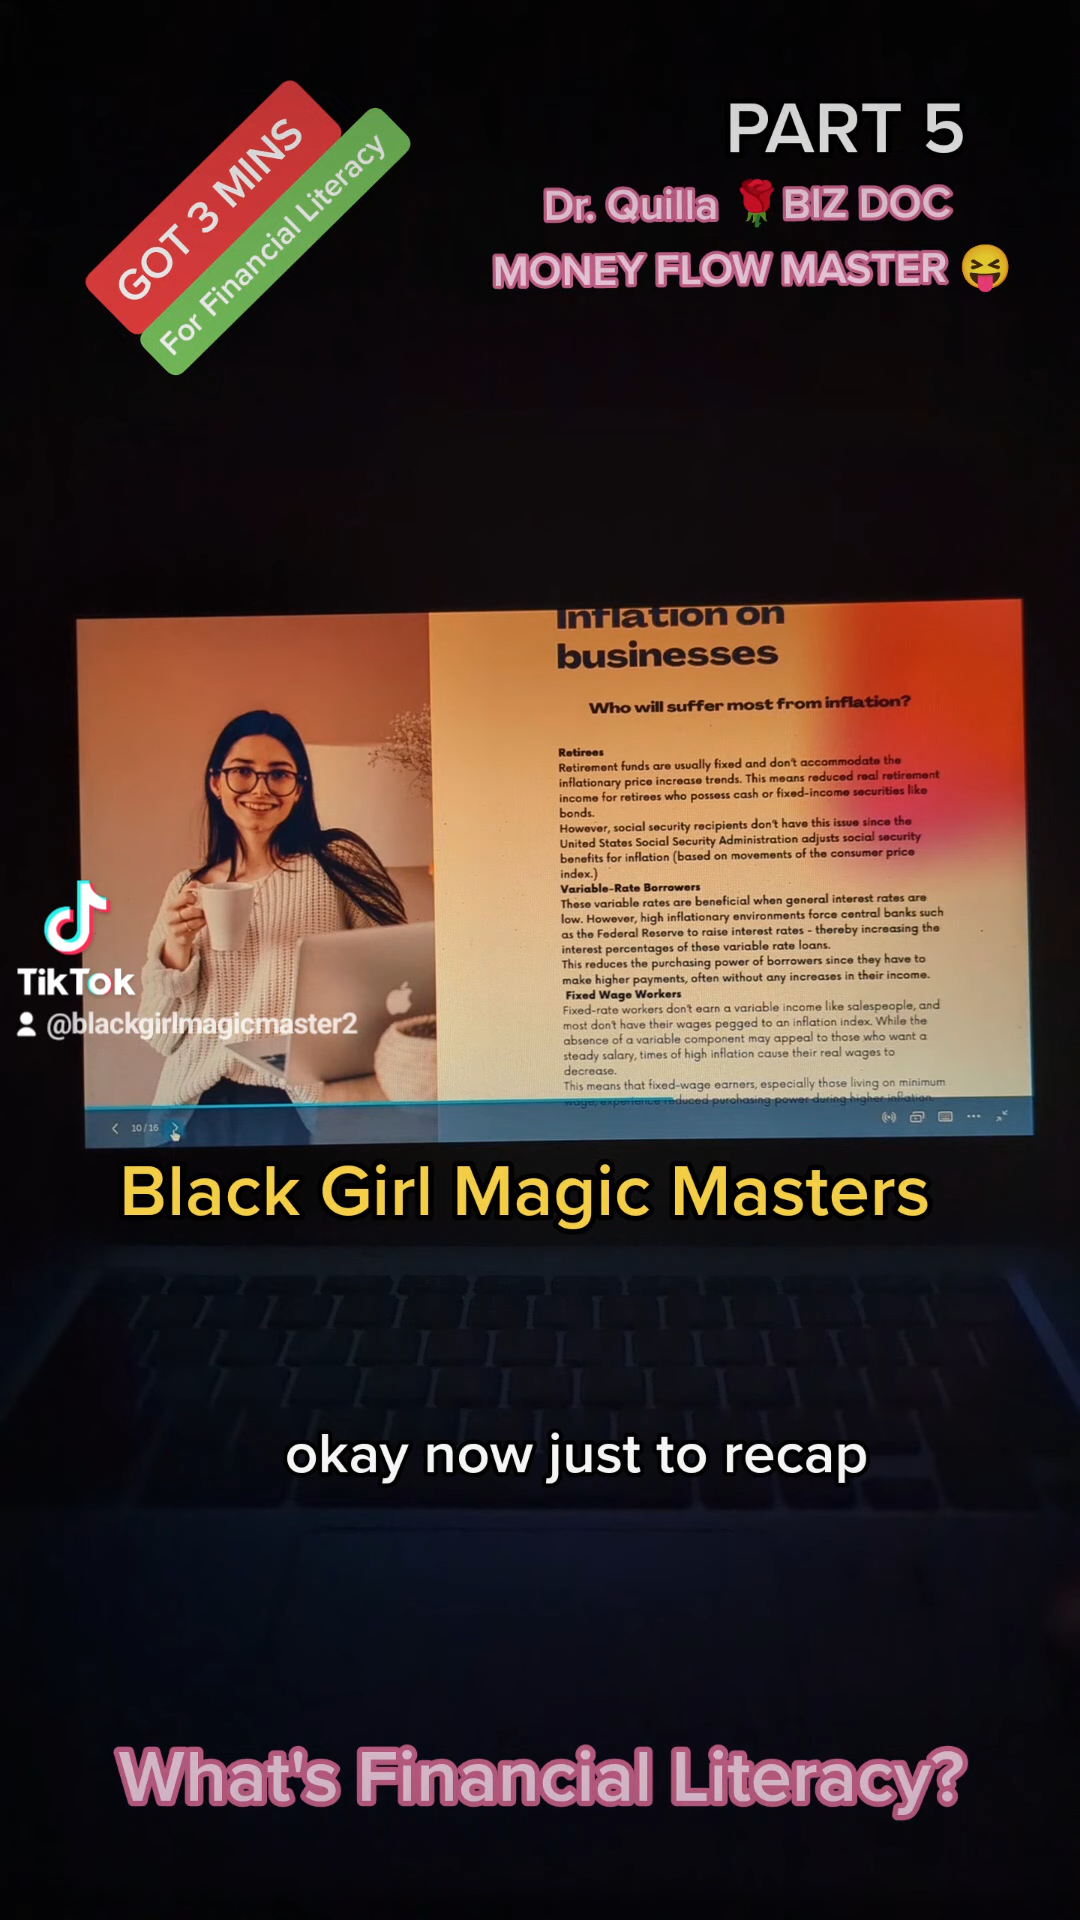 PART 5
GOT 3 MINS
For Financial Literacy
Dr. Quilla 🌹BIZ DOC
MONEY FLOW MASTER 😝
Inflation on
businesses
Who will suffer most from inflation?
Retirees
Retirement funds are usually fixed and don't accommodate the
inflationary price increase trends. This means reduced real retirement
income for retirees who possess cash or fixed-income securities like
bonds.
However, social security recipients don't have this issue since the
United States Social Security Administration adjusts social security
benefits for inflation (based on movements of the consumer price
index.)
Variable-Rate Borrowers
These variable rates are beneficial when general interest rates are
low. However, high inflationary environments force central banks such
as the Federal Reserve to raise interest rates - thereby increasing the
interest percentages of these variable rate loans.
This reduces the purchasing power of borrowers since they have to
make higher payments, often without any increases in their income.
Fixed Wage Workers
Fixed-rate workers don't earn a variable income like salespeople, and
most don't have their wages pegged to an inflation index. While the
absence of a variable component may appeal to those who want a
steady salary, times of high inflation cause their real wages to
decrease.
This means that fixed-wage earners, especially those living on minimum
wage, experience reduced purchasing power during higher inflation.
10 / 16
TikTok
@blackgirlmagicmaster2
Black Girl Magic Masters
okay now just to recap
What's Financial Literacy?